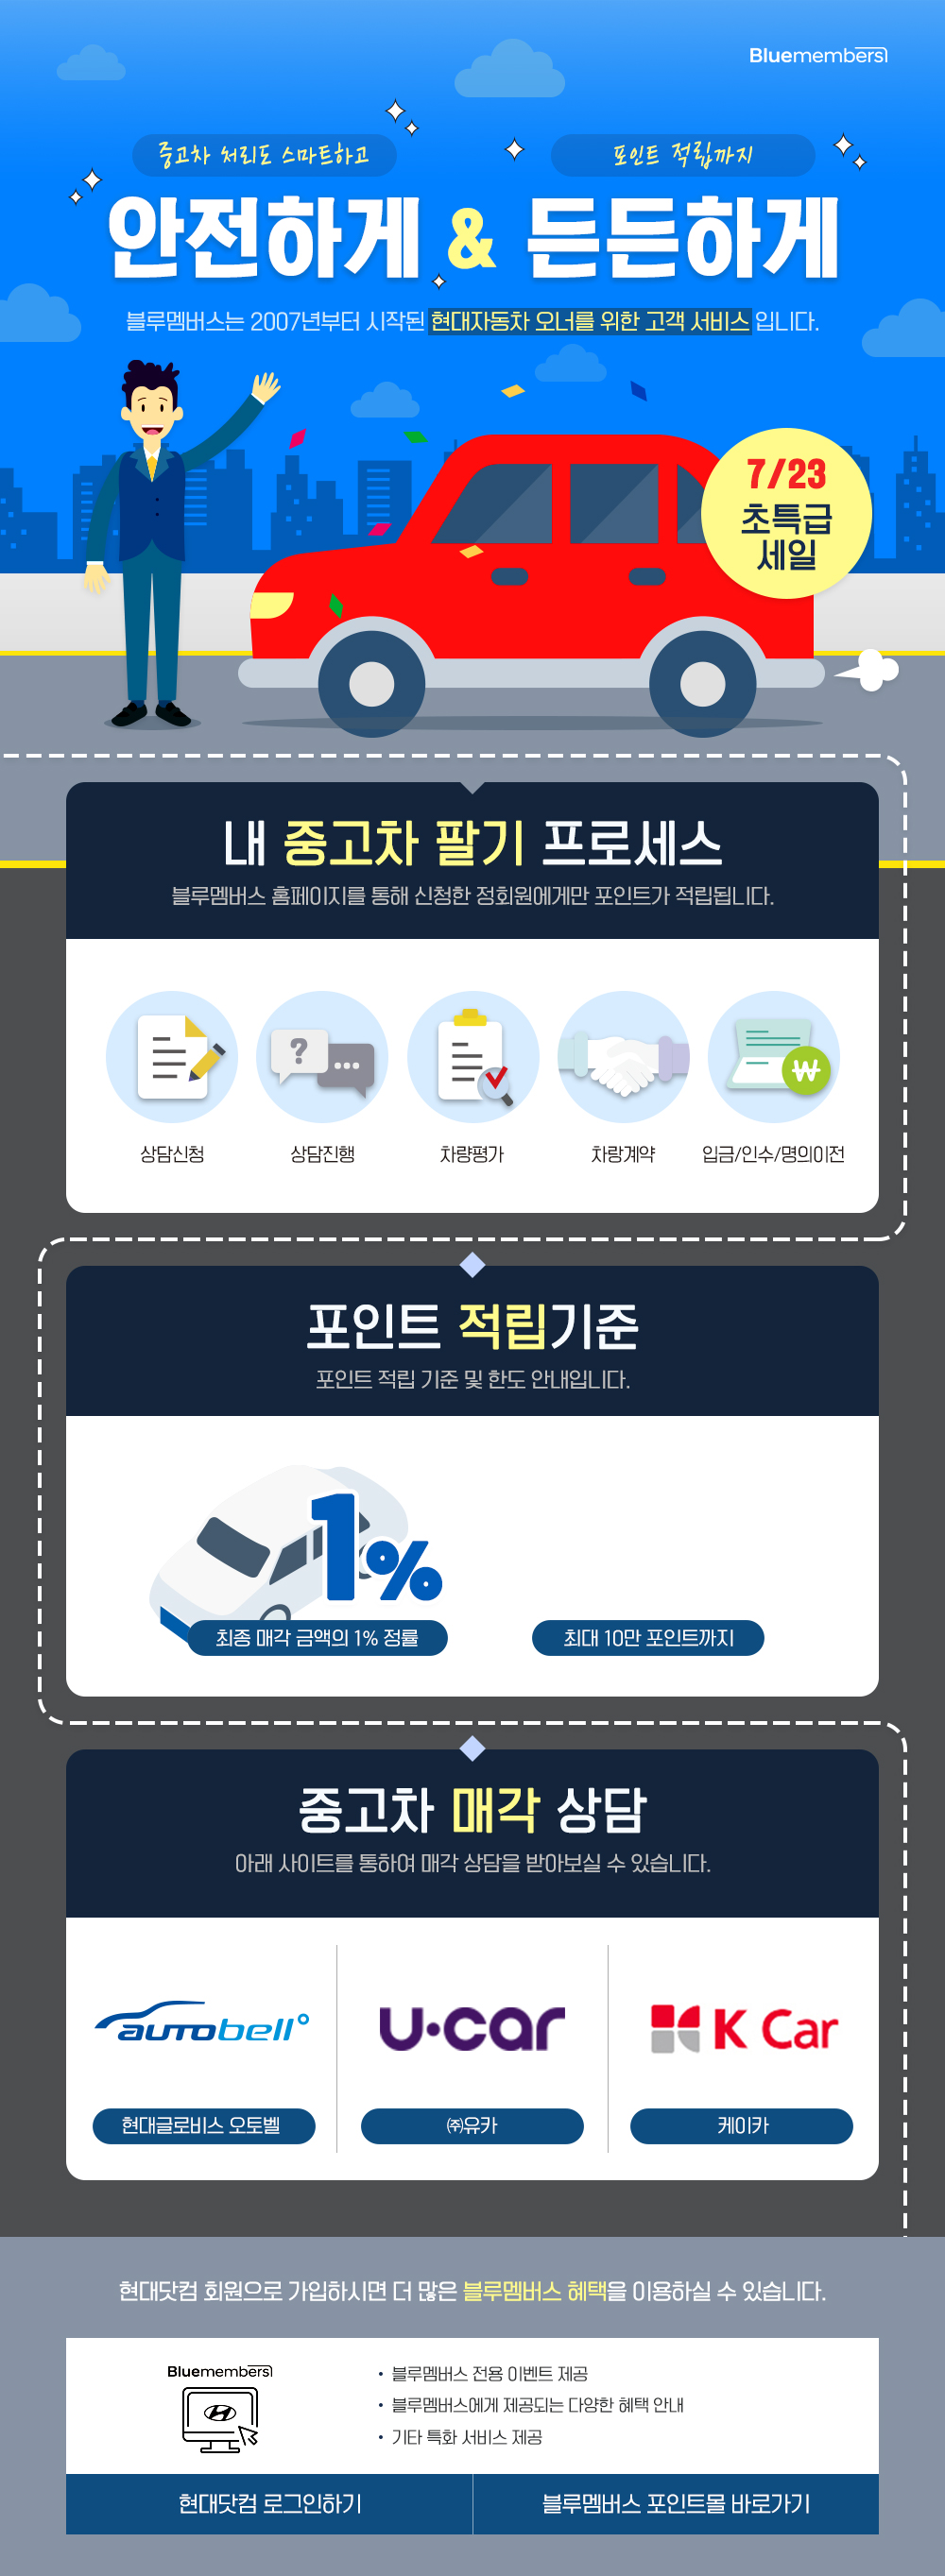 Bluemembers
중고차 처리도 스마트하고
포인트 적립까지
안전하게 & 든든하게
블루멤버스는 2007년부터 시작된 현대자동차 오너를 위한 고객 서비스 입니다.
7/23
초특급
세일
내 중고차 팔기 프로세스
블루멤버스 홈페이지를 통해 신청한 정회원에게만 포인트가 적립됩니다.
?
₩
상담신청 상담진행 차량평가 차량계약 입금/인수/명의이전
포인트 적립기준
포인트 적립 기준 및 한도 안내입니다.
1%
최종 매각 금액의 1% 정률 최대 10만 포인트까지
중고차 매각 상담
아래 사이트를 통하여 매각 상담을 받아보실 수 있습니다.
autobell u·car K Car
현대글로비스 오토벨 ㈜유카 케이카
현대닷컴 회원으로 가입하시면 더 많은 블루멤버스 혜택을 이용하실 수 있습니다.
Bluemembers
• 블루멤버스 전용 이벤트 제공
• 블루멤버스에게 제공되는 다양한 혜택 안내
• 기타 특화 서비스 제공
현대닷컴 로그인하기 블루멤버스 포인트몰 바로가기